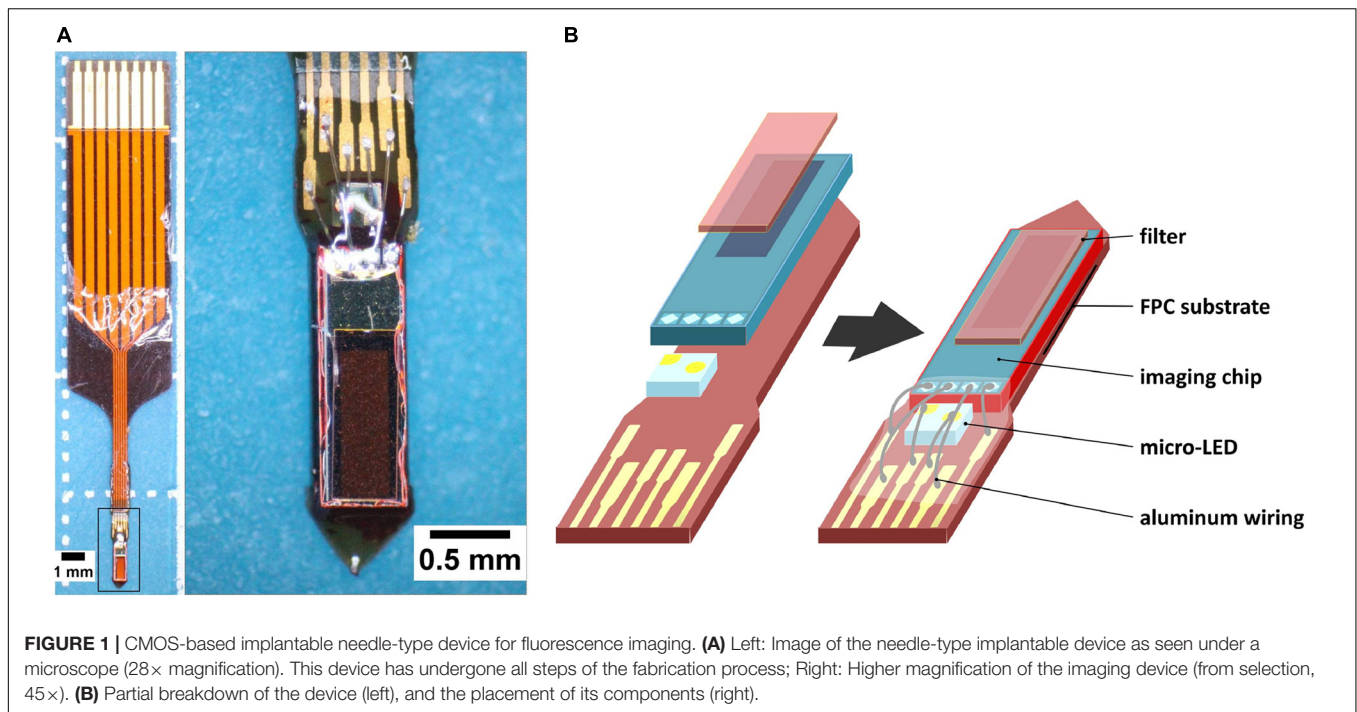 A
B
1 mm
0.5 mm
filter
FPC substrate
imaging chip
micro-LED
aluminum wiring
FIGURE 1 | CMOS-based implantable needle-type device for fluorescence imaging. (A) Left: Image of the needle-type implantable device as seen under a
microscope (28× magnification). This device has undergone all steps of the fabrication process; Right: Higher magnification of the imaging device (from selection,
45×). (B) Partial breakdown of the device (left), and the placement of its components (right).